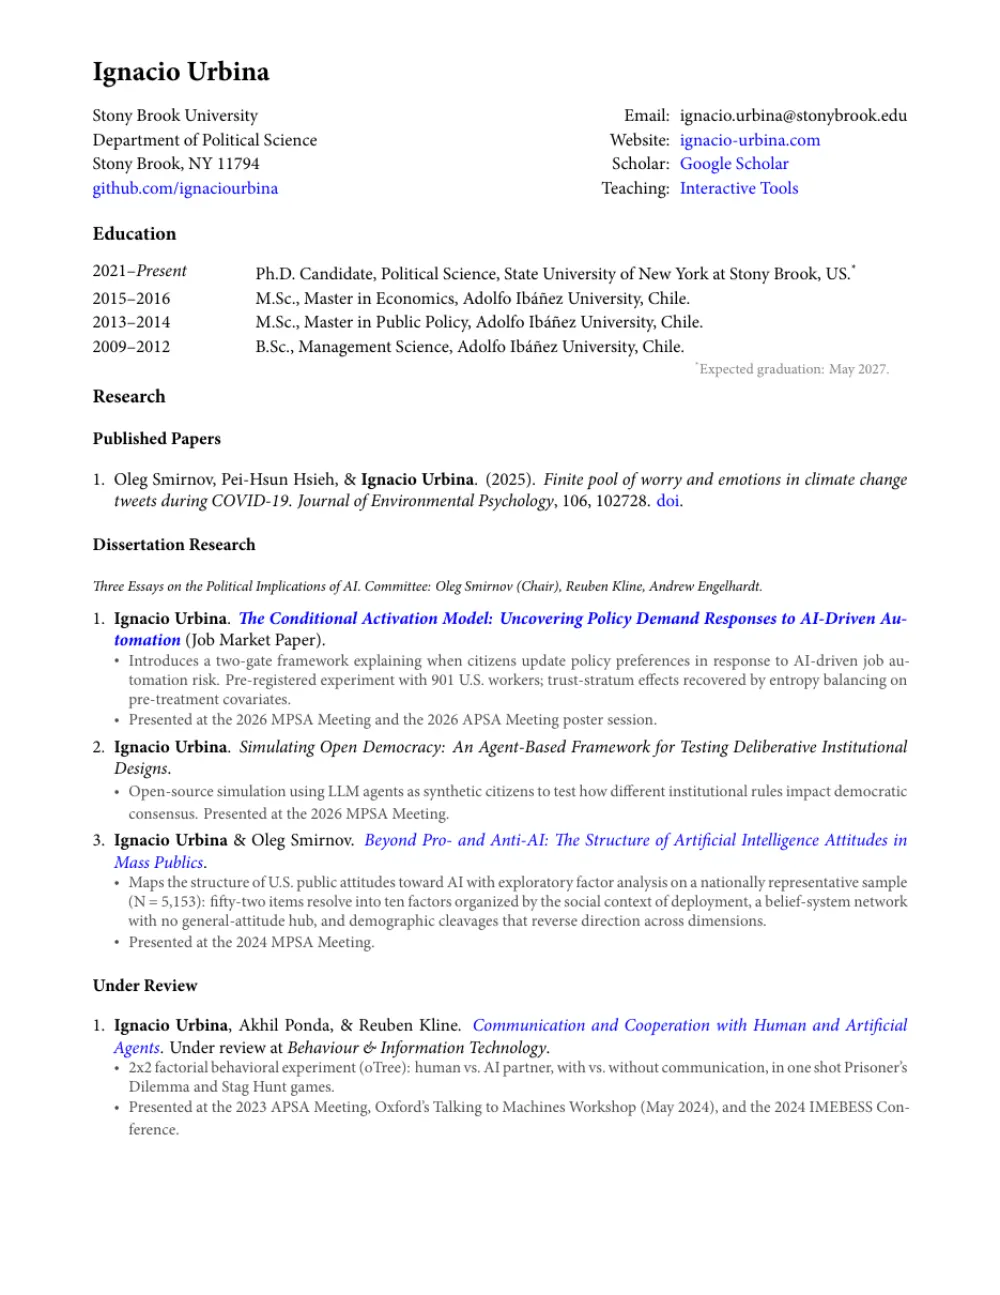 Ignacio Urbina
Stony Brook University
Department of Political Science
Stony Brook, NY 11794
github.com/ignaciourbina
Email: ignacio.urbina@stonybrook.edu
Website: ignacio-urbina.com
Scholar: Google Scholar
Teaching: Interactive Tools
Education
2021–Present Ph.D. Candidate, Political Science, State University of New York at Stony Brook, US.*
2015–2016 M.Sc., Master in Economics, Adolfo Ibáñez University, Chile.
2013–2014 M.Sc., Master in Public Policy, Adolfo Ibáñez University, Chile.
2009–2012 B.Sc., Management Science, Adolfo Ibáñez University, Chile.
*Expected graduation: May 2027.
Research
Published Papers
1. Oleg Smirnov, Pei-Hsun Hsieh, & Ignacio Urbina. (2025). Finite pool of worry and emotions in climate change
tweets during COVID-19. Journal of Environmental Psychology, 106, 102728. doi.
Dissertation Research
Three Essays on the Political Implications of AI. Committee: Oleg Smirnov (Chair), Reuben Kline, Andrew Engelhardt.
1. Ignacio Urbina. The Conditional Activation Model: Uncovering Policy Demand Responses to AI-Driven Au-
tomation (Job Market Paper).
• Introduces a two-gate framework explaining when citizens update policy preferences in response to AI-driven job au-
tomation risk. Pre-registered experiment with 901 U.S. workers; trust-stratum effects recovered by entropy balancing on
pre-treatment covariates.
• Presented at the 2026 MPSA Meeting and the 2026 APSA Meeting poster session.
2. Ignacio Urbina. Simulating Open Democracy: An Agent-Based Framework for Testing Deliberative Institutional
Designs.
• Open-source simulation using LLM agents as synthetic citizens to test how different institutional rules impact democratic
consensus. Presented at the 2026 MPSA Meeting.
3. Ignacio Urbina & Oleg Smirnov. Beyond Pro- and Anti-AI: The Structure of Artificial Intelligence Attitudes in
Mass Publics.
• Maps the structure of U.S. public attitudes toward AI with exploratory factor analysis on a nationally representative sample
(N = 5,153): fifty-two items resolve into ten factors organized by the social context of deployment, a belief-system network
with no general-attitude hub, and demographic cleavages that reverse direction across dimensions.
• Presented at the 2024 MPSA Meeting.
Under Review
1. Ignacio Urbina, Akhil Ponda, & Reuben Kline. Communication and Cooperation with Human and Artificial
Agents. Under review at Behaviour & Information Technology.
• 2x2 factorial behavioral experiment (oTree): human vs. AI partner, with vs. without communication, in one shot Prisoner's
Dilemma and Stag Hunt games.
• Presented at the 2023 APSA Meeting, Oxford's Talking to Machines Workshop (May 2024), and the 2024 IMEBESS Con-
ference.